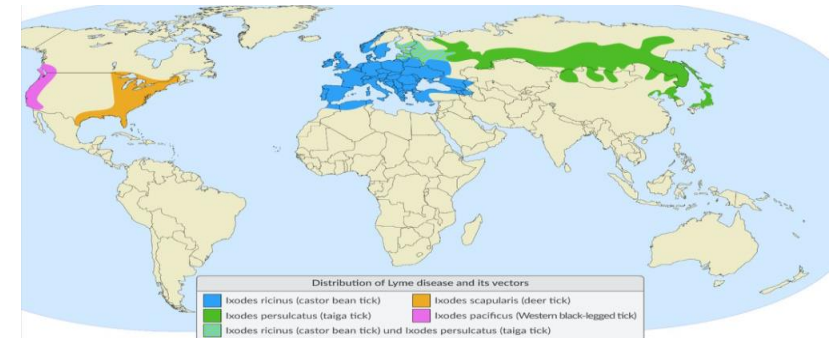 Distribution of Lyme disease and its vectors
Ixodes ricinus (castor bean tick)
Ixodes scapularis (deer tick)
Ixodes persulcatus (taiga tick)
Ixodes pacificus (Western black-legged tick)
Ixodes ricinus (castor bean tick) und Ixodes persulcatus (taiga tick)